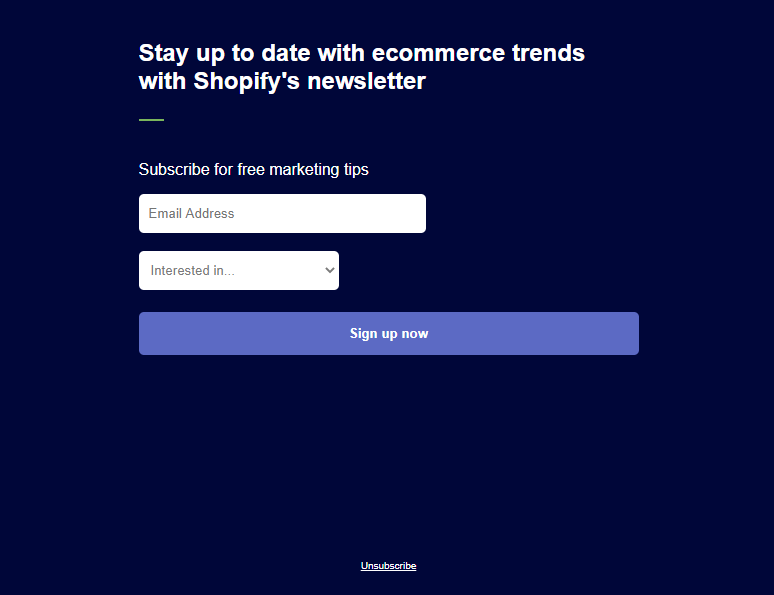 Stay up to date with ecommerce trends
with Shopify's newsletter
Subscribe for free marketing tips
Email Address
Interested in...
Sign up now
Unsubscribe